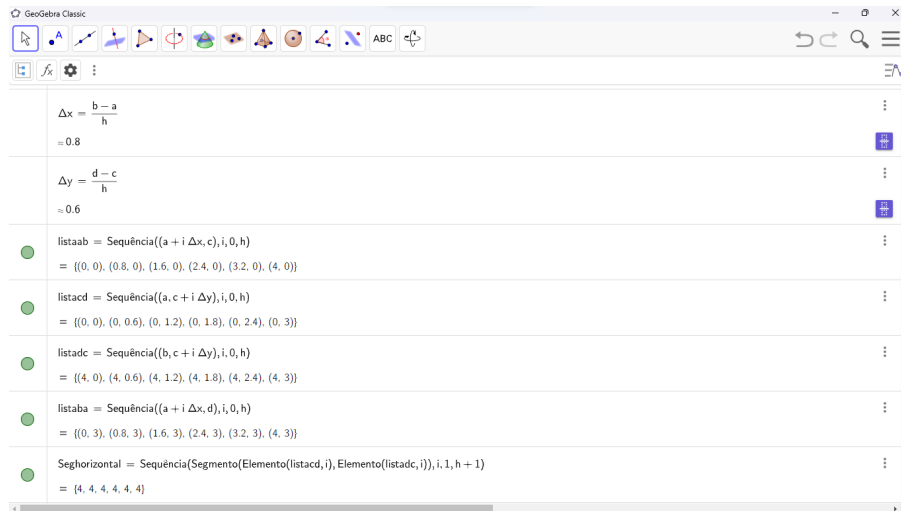 GeoGebra Classic
ABC
Δx = b − a / h
≈ 0.8
Δy = d − c / h
≈ 0.6
listaab = Sequência((a + i Δx, c), i, 0, h)
= {(0, 0), (0.8, 0), (1.6, 0), (2.4, 0), (3.2, 0), (4, 0)}
listacd = Sequência((a, c + i Δy), i, 0, h)
= {(0, 0), (0, 0.6), (0, 1.2), (0, 1.8), (0, 2.4), (0, 3)}
listadc = Sequência((b, c + i Δy), i, 0, h)
= {(4, 0), (4, 0.6), (4, 1.2), (4, 1.8), (4, 2.4), (4, 3)}
listaba = Sequência((a + i Δx, d), i, 0, h)
= {(0, 3), (0.8, 3), (1.6, 3), (2.4, 3), (3.2, 3), (4, 3)}
Seghorizontal = Sequência(Segmento(Elemento(listacd, i), Elemento(listadc, i)), i, 1, h + 1)
= {4, 4, 4, 4, 4, 4}